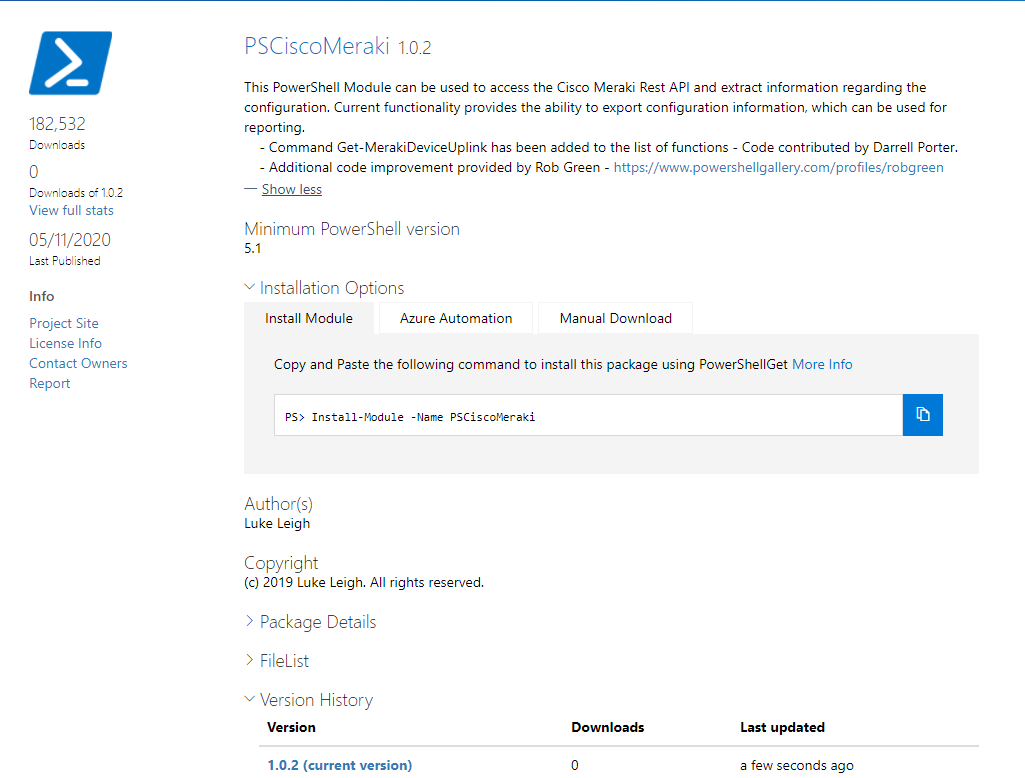 182,532
Downloads
0
Downloads of 1.0.2
View full stats
05/11/2020
Last Published
Info
Project Site
License Info
Contact Owners
Report
PSCiscoMeraki 1.0.2
This PowerShell Module can be used to access the Cisco Meraki Rest API and extract information regarding the
configuration. Current functionality provides the ability to export configuration information, which can be used for
reporting.
- Command Get-MerakiDeviceUplink has been added to the list of functions - Code contributed by Darrell Porter.
- Additional code improvement provided by Rob Green - https://www.powershellgallery.com/profiles/robgreen
Show less
Minimum PowerShell version
5.1
Installation Options
Install Module Azure Automation Manual Download
Copy and Paste the following command to install this package using PowerShellGet More Info
PS> Install-Module -Name PSCiscoMeraki
Author(s)
Luke Leigh
Copyright
(c) 2019 Luke Leigh. All rights reserved.
Package Details
FileList
Version History
Version Downloads Last updated
1.0.2 (current version) 0 a few seconds ago